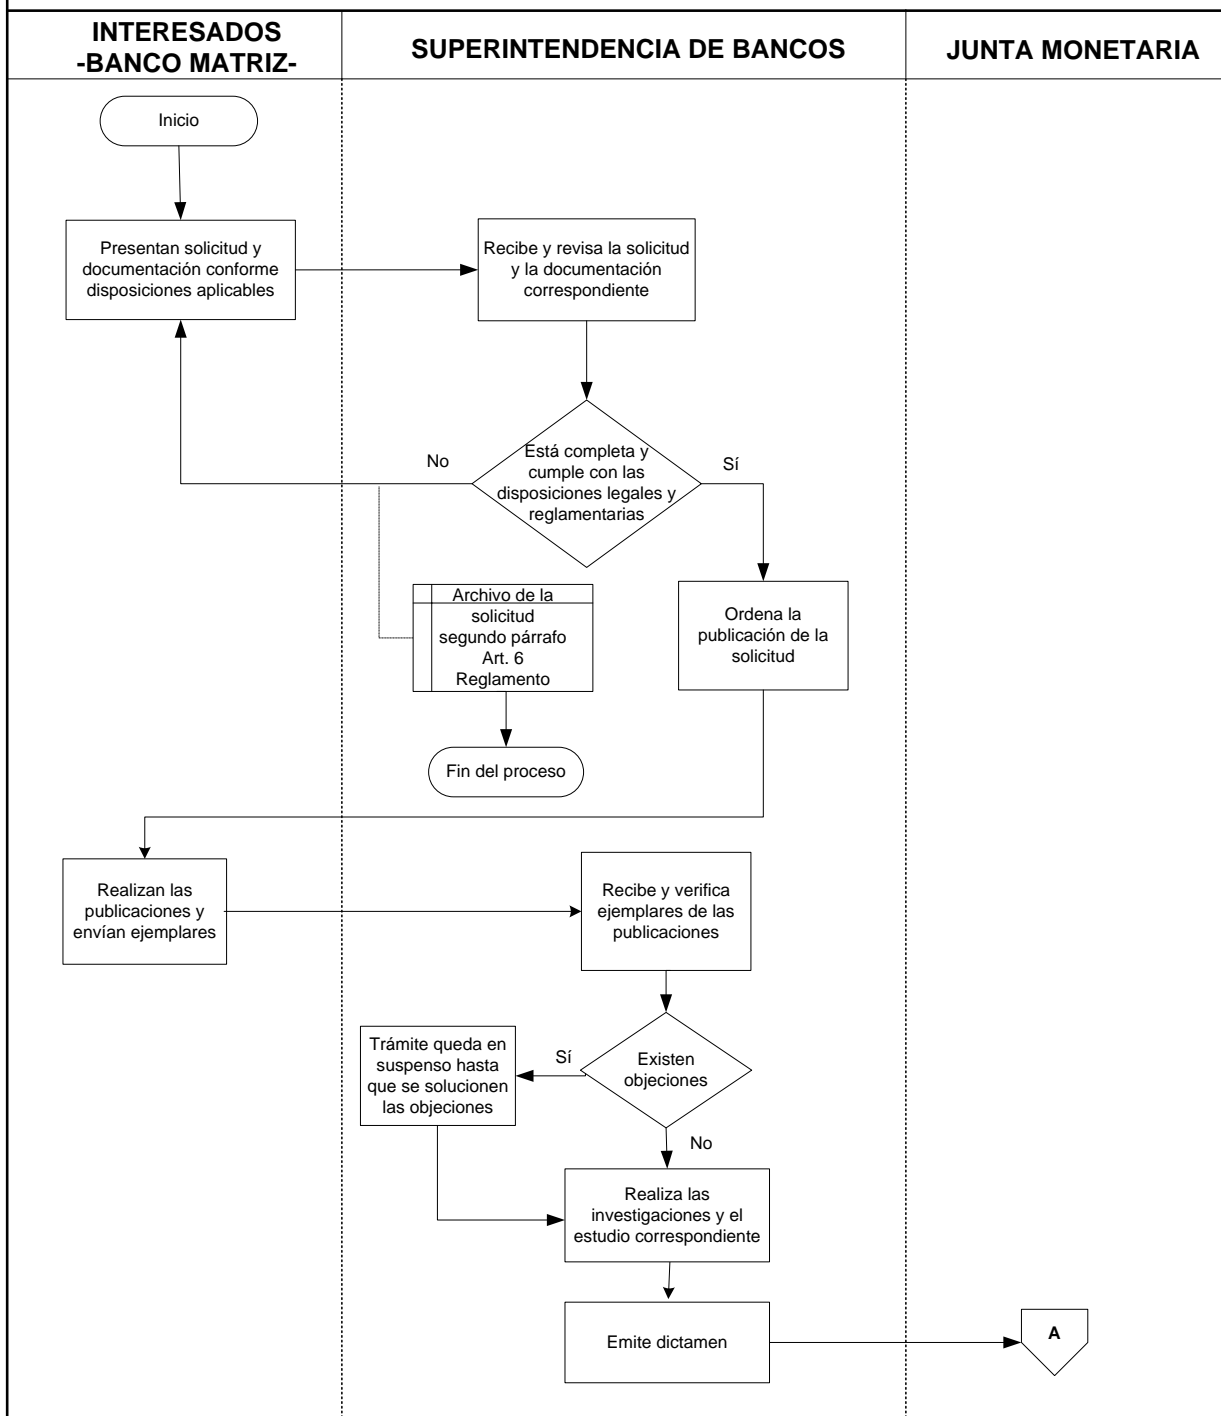 INTERESADOS
-BANCO MATRIZ-
SUPERINTENDENCIA DE BANCOS
JUNTA MONETARIA
Inicio
Presentan solicitud y
documentación conforme
disposiciones aplicables
Recibe y revisa la solicitud
y la documentación
correspondiente
Está completa y
cumple con las
disposiciones legales y
reglamentarias
No
Sí
Archivo de la
solicitud
segundo párrafo
Art. 6
Reglamento
Ordena la
publicación de la
solicitud
Fin del proceso
Realizan las
publicaciones y
envían ejemplares
Recibe y verifica
ejemplares de las
publicaciones
Existen
objeciones
Sí
Trámite queda en
suspenso hasta
que se solucionen
las objeciones
No
Realiza las
investigaciones y el
estudio correspondiente
Emite dictamen
A